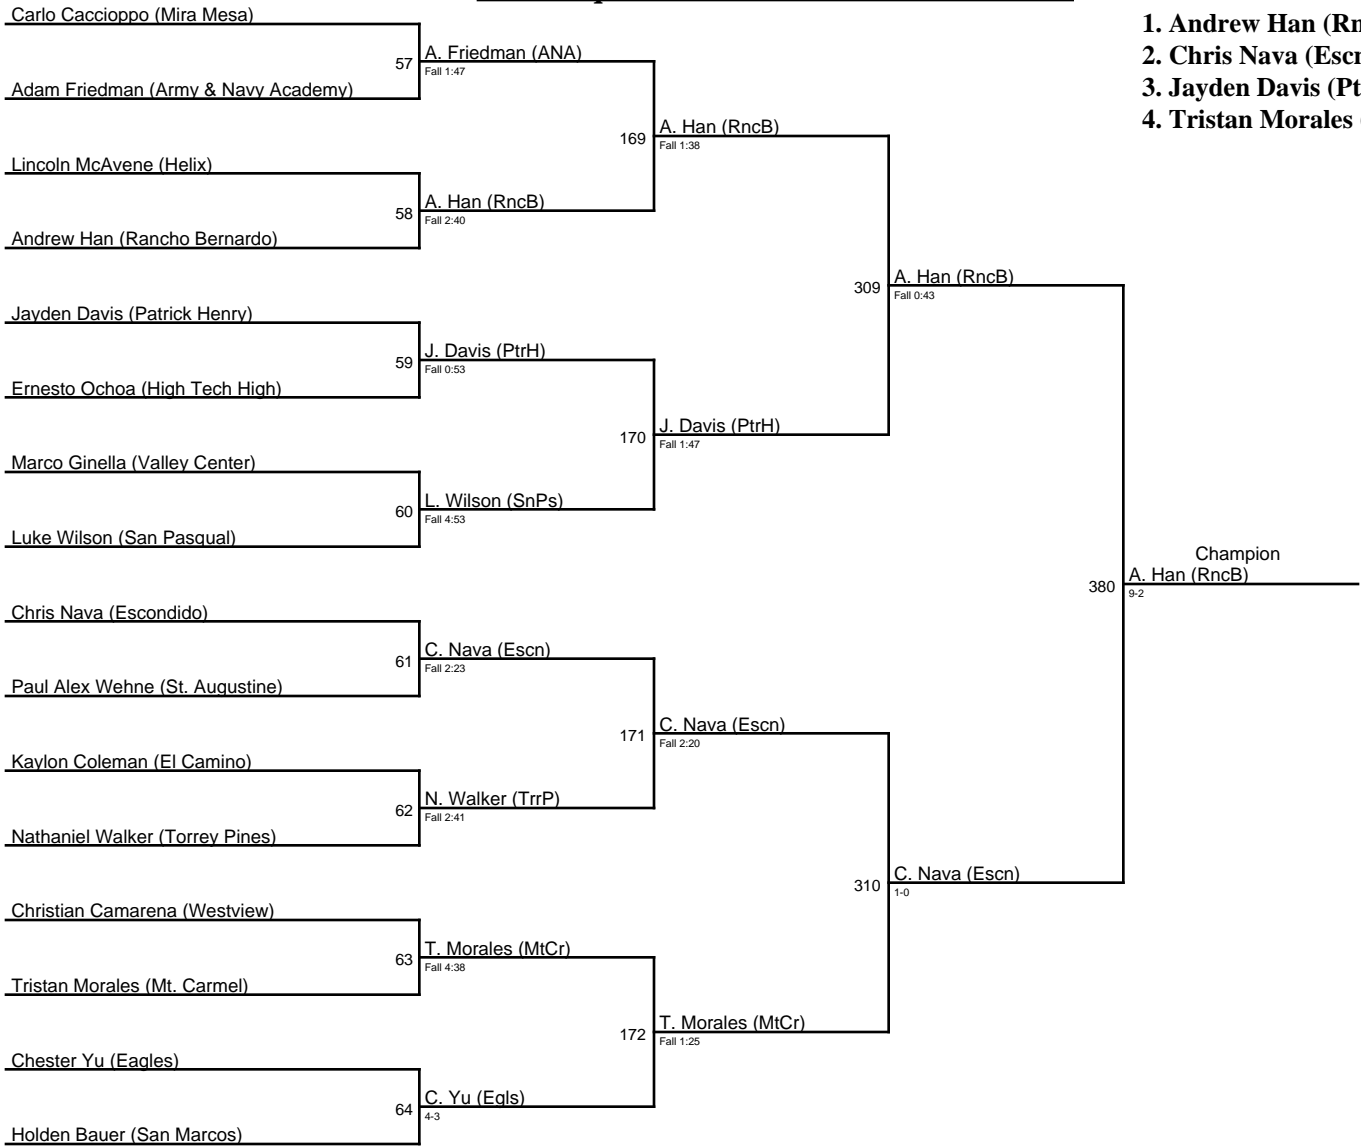 1. Andrew Han (Rn
2. Chris Nava (Escn
3. Jayden Davis (Pt
4. Tristan Morales
Carlo Caccioppo (Mira Mesa)
57
A. Friedman (ANA)
Fall 1:47
Adam Friedman (Army & Navy Academy)
169
A. Han (RncB)
Fall 1:38
Lincoln McAvene (Helix)
58
A. Han (RncB)
Fall 2:40
Andrew Han (Rancho Bernardo)
309
A. Han (RncB)
Fall 0:43
Jayden Davis (Patrick Henry)
59
J. Davis (PtrH)
Fall 0:53
Ernesto Ochoa (High Tech High)
170
J. Davis (PtrH)
Fall 1:47
Marco Ginella (Valley Center)
60
L. Wilson (SnPs)
Fall 4:53
Luke Wilson (San Pasqual)
Champion
380
A. Han (RncB)
9-2
Chris Nava (Escondido)
61
C. Nava (Escn)
Fall 2:23
Paul Alex Wehne (St. Augustine)
171
C. Nava (Escn)
Fall 2:20
Kaylon Coleman (El Camino)
62
N. Walker (TrrP)
Fall 2:41
Nathaniel Walker (Torrey Pines)
310
C. Nava (Escn)
1-0
Christian Camarena (Westview)
63
T. Morales (MtCr)
Fall 4:38
Tristan Morales (Mt. Carmel)
172
T. Morales (MtCr)
Fall 1:25
Chester Yu (Eagles)
64
C. Yu (Egls)
4-3
Holden Bauer (San Marcos)